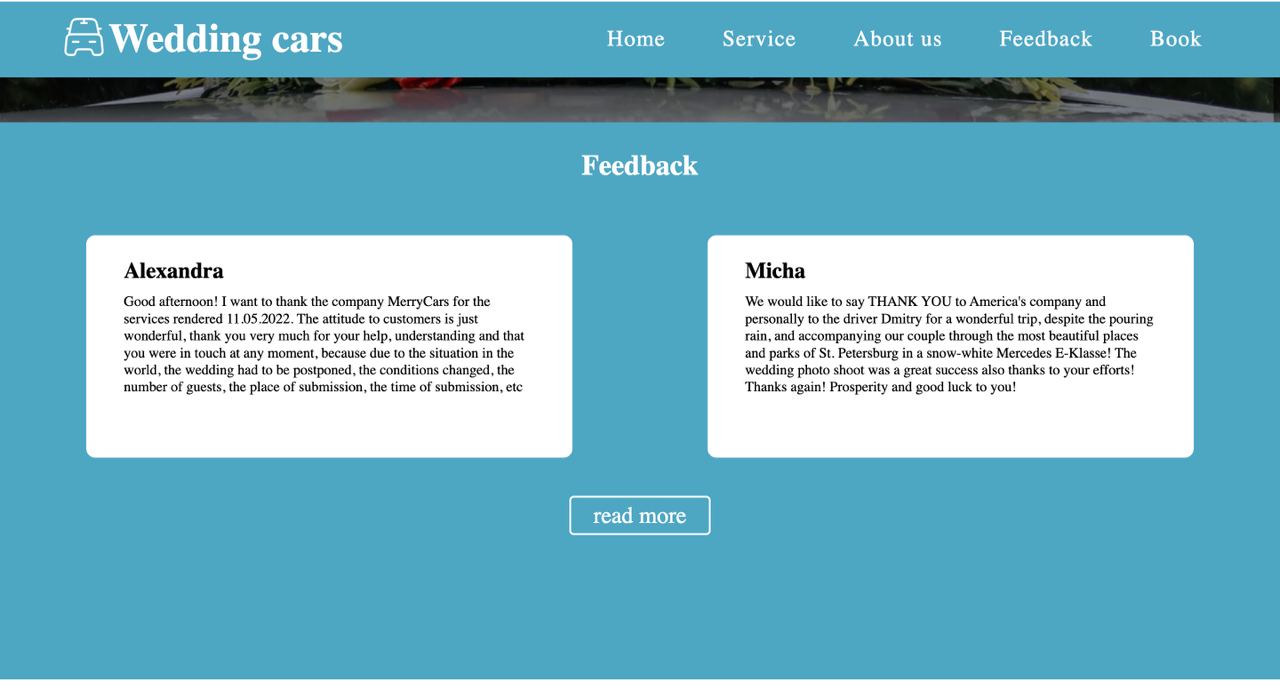 Wedding cars
Home Service About us Feedback Book
Feedback
Alexandra
Good afternoon! I want to thank the company MerryCars for the
services rendered 11.05.2022. The attitude to customers is just
wonderful, thank you very much for your help, understanding and that
you were in touch at any moment, because due to the situation in the
world, the wedding had to be postponed, the conditions changed, the
number of guests, the place of submission, the time of submission, etc
Micha
We would like to say THANK YOU to America's company and
personally to the driver Dmitry for a wonderful trip, despite the pouring
rain, and accompanying our couple through the most beautiful places
and parks of St. Petersburg in a snow-white Mercedes E-Klasse! The
wedding photo shoot was a great success also thanks to your efforts!
Thanks again! Prosperity and good luck to you!
read more